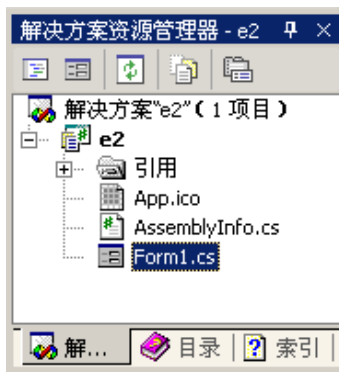 解决方案资源管理器 - e2
解决方案“e2”(1 项目)
e2
引用
App.ico
AssemblyInfo.cs
Form1.cs
解... 目录 索引